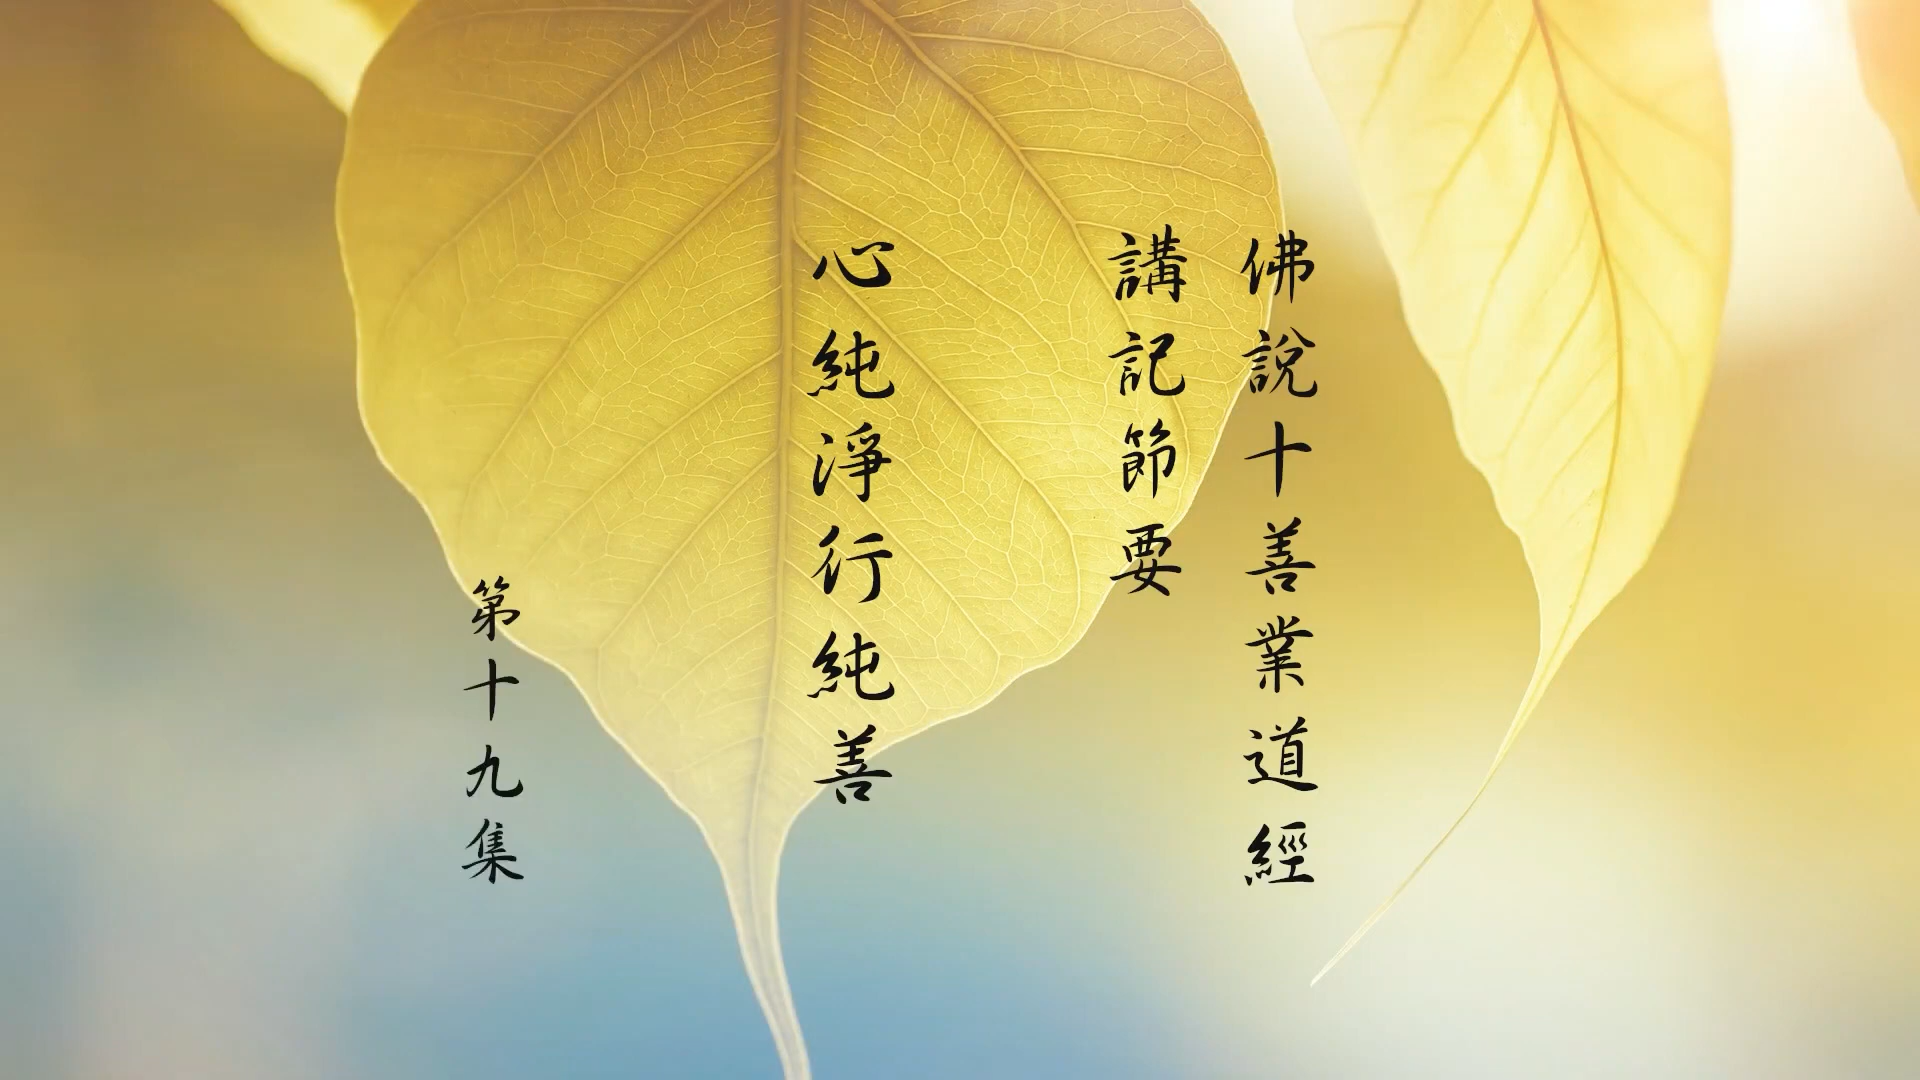 佛說十善業道經
講記節要
心純淨行純善
第十九集